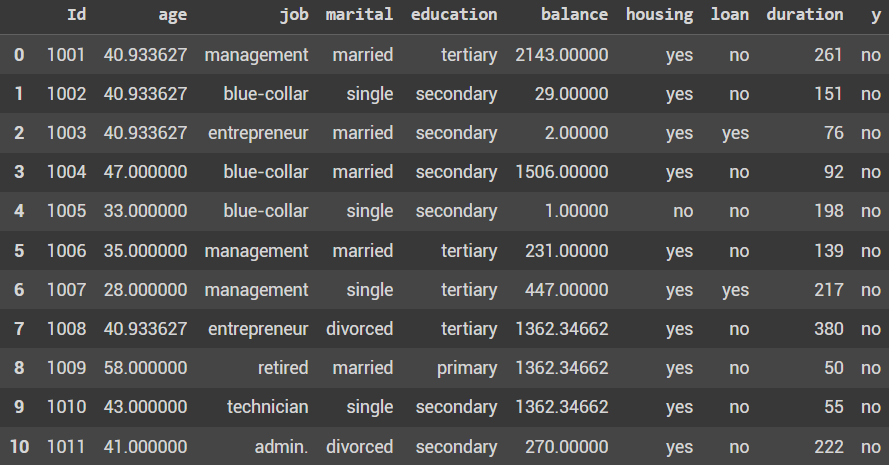 Id age job marital education balance housing loan duration y
0 1001 40.933627 management married tertiary 2143.00000 yes no 261 no
1 1002 40.933627 blue-collar single secondary 29.00000 yes no 151 no
2 1003 40.933627 entrepreneur married secondary 2.00000 yes yes 76 no
3 1004 47.000000 blue-collar married secondary 1506.00000 yes no 92 no
4 1005 33.000000 blue-collar single secondary 1.00000 no no 198 no
5 1006 35.000000 management married tertiary 231.00000 yes no 139 no
6 1007 28.000000 management single tertiary 447.00000 yes yes 217 no
7 1008 40.933627 entrepreneur divorced tertiary 1362.34662 yes no 380 no
8 1009 58.000000 retired married primary 1362.34662 yes no 50 no
9 1010 43.000000 technician single secondary 1362.34662 yes no 55 no
10 1011 41.000000 admin. divorced secondary 270.00000 yes no 222 no